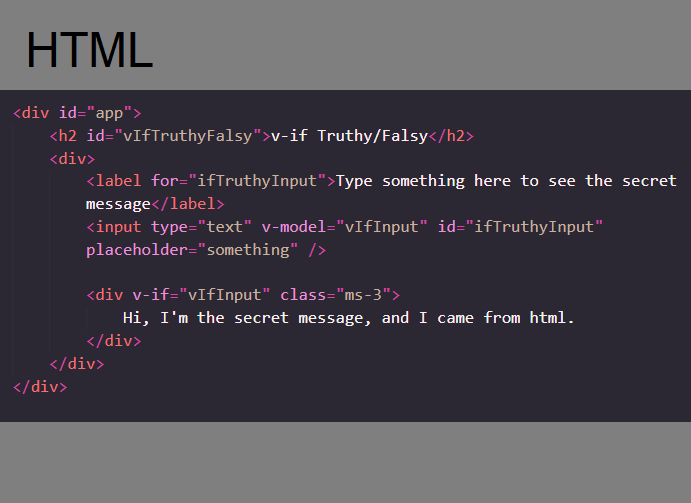 HTML
<div id="app">
<h2 id="vIfTruthyFalsy">v-if Truthy/Falsy</h2>
<div>
<label for="ifTruthyInput">Type something here to see the secret
message</label>
<input type="text" v-model="vIfInput" id="ifTruthyInput"
placeholder="something" />
<div v-if="vIfInput" class="ms-3">
Hi, I'm the secret message, and I came from html.
</div>
</div>
</div>